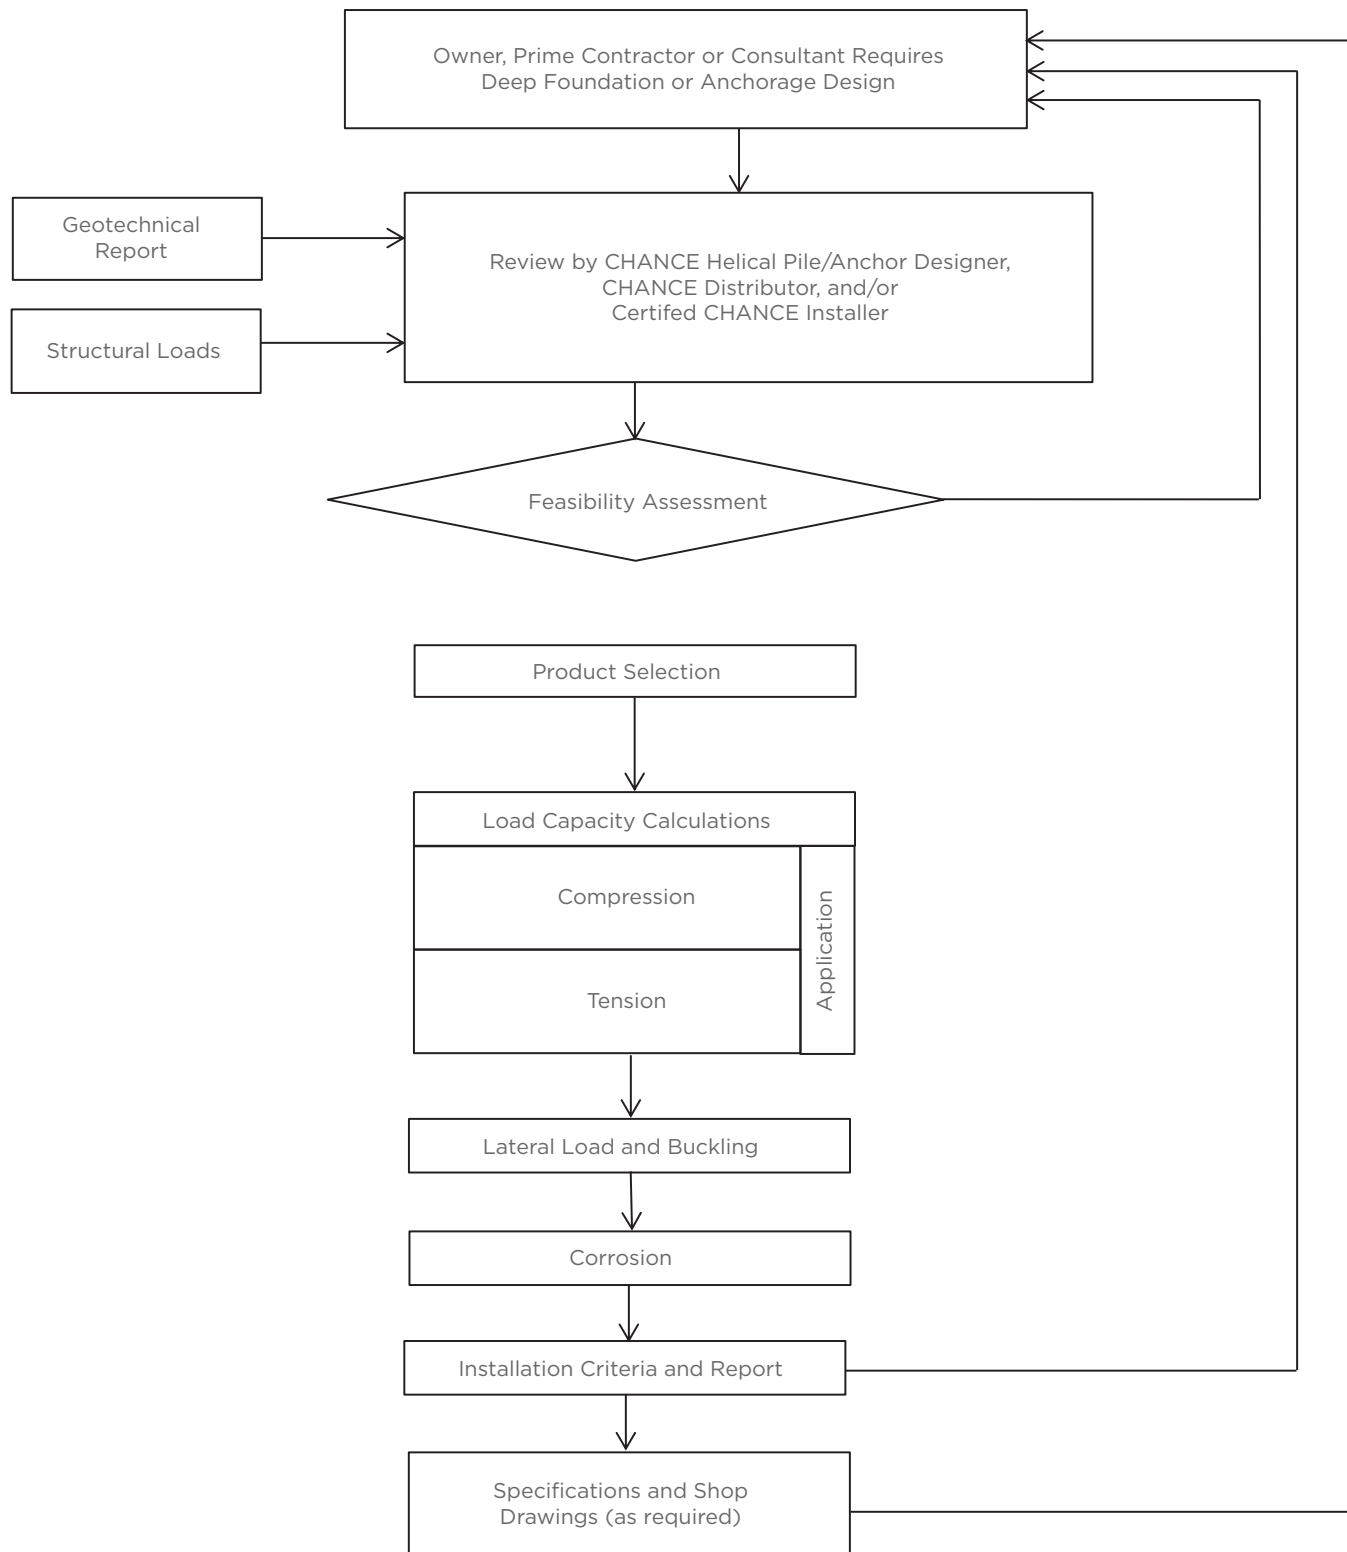 Owner, Prime Contractor or Consultant Requires
Deep Foundation or Anchorage Design
Geotechnical
Report
Structural Loads
Review by CHANCE Helical Pile/Anchor Designer,
CHANCE Distributor, and/or
Certifed CHANCE Installer
Feasibility Assessment
Product Selection
Load Capacity Calculations
Compression
Tension
Application
Lateral Load and Buckling
Corrosion
Installation Criteria and Report
Specifications and Shop
Drawings (as required)